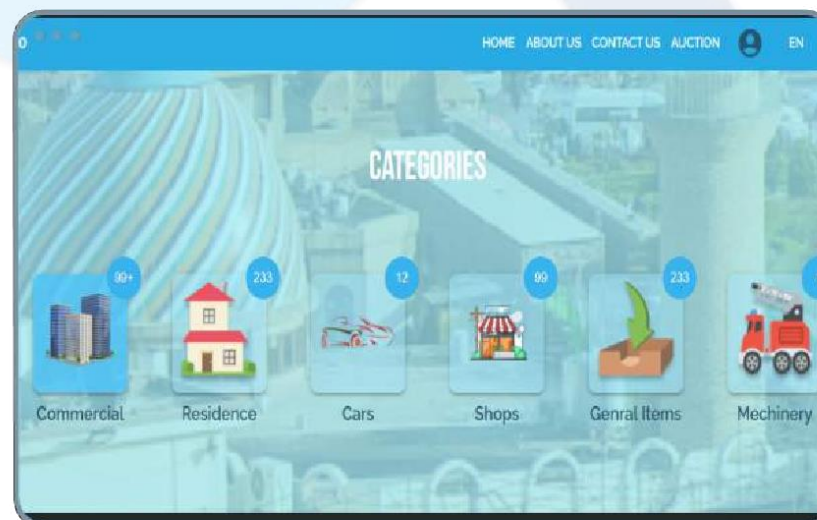 HOME ABOUT US CONTACT US AUCTION EN
CATEGORIES
99+ 233 12 99 233
Commercial Residence Cars Shops Genral Items Mechinery